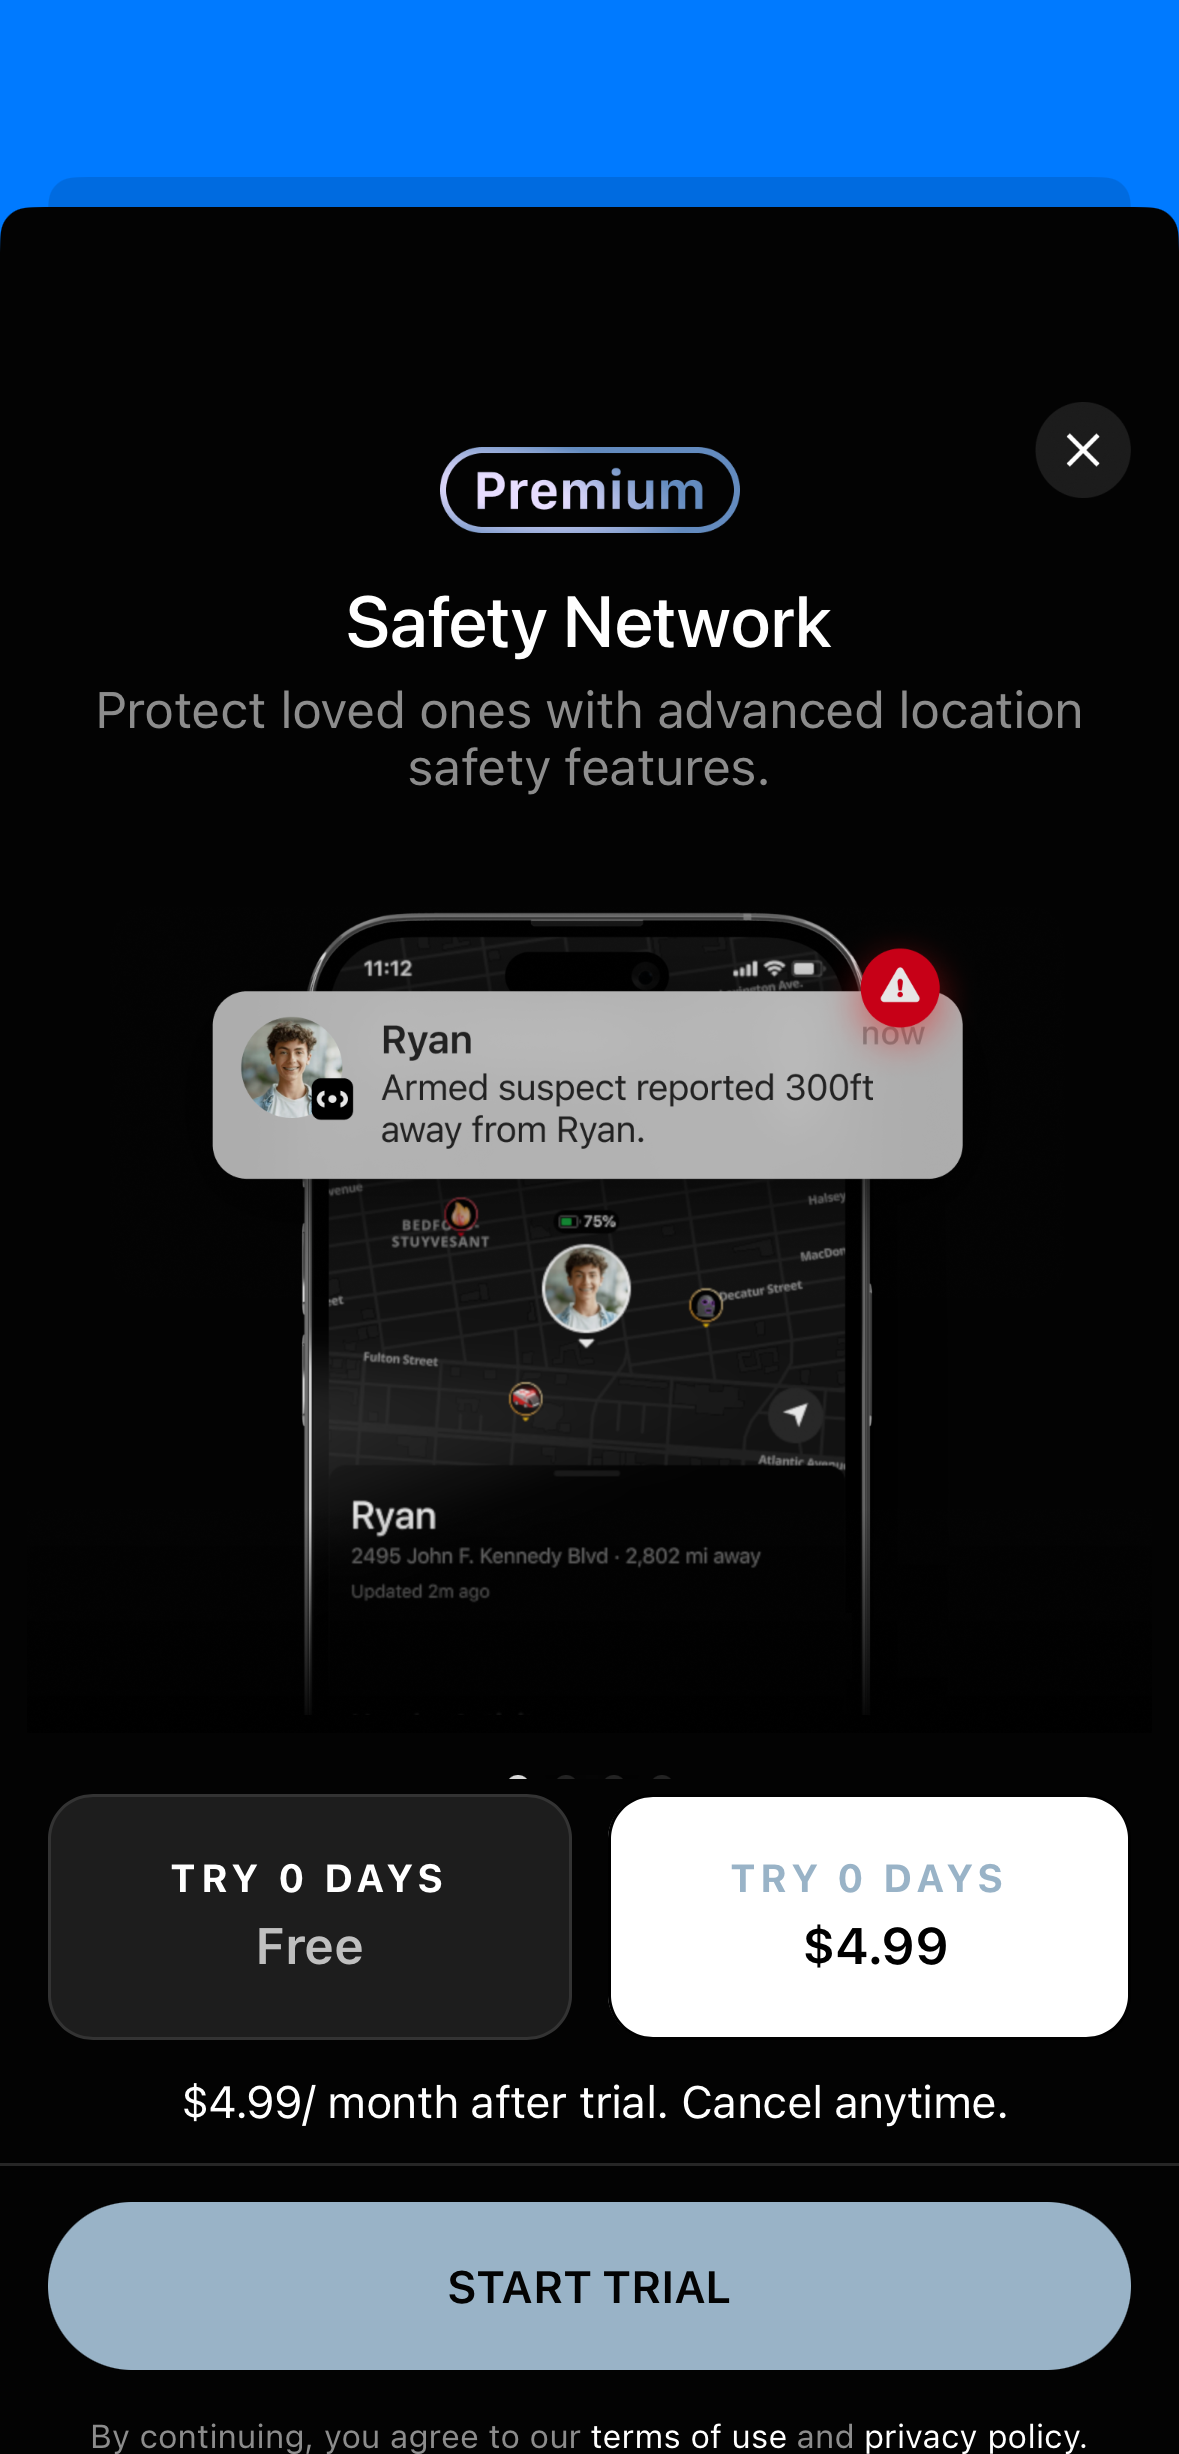 Premium
Safety Network
Protect loved ones with advanced location
safety features.
11:12
Ryan
now
Armed suspect reported 300ft
away from Ryan.
Halsey
75%
STUYVESANT
Decatur Street
Fulton Street
Atlantic Avenu
Ryan
2495 John F. Kennedy Blvd · 2,802 mi away
Updated 2m ago
TRY 0 DAYS
Free
TRY 0 DAYS
$4.99
$4.99/ month after trial. Cancel anytime.
START TRIAL
By continuing, you agree to our terms of use and privacy policy.